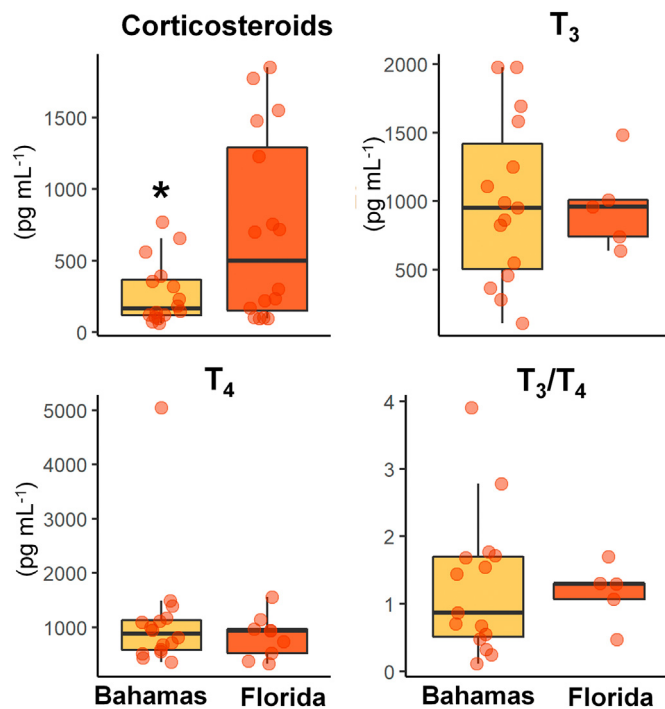 Corticosteroids
T₃
(pg mL⁻¹)
1500
1000
500
0
*
(pg mL⁻¹)
2000
1500
1000
500
T₄
T₃/T₄
(pg mL⁻¹)
5000
4000
3000
2000
1000
4
3
2
1
0
Bahamas Florida
Bahamas Florida